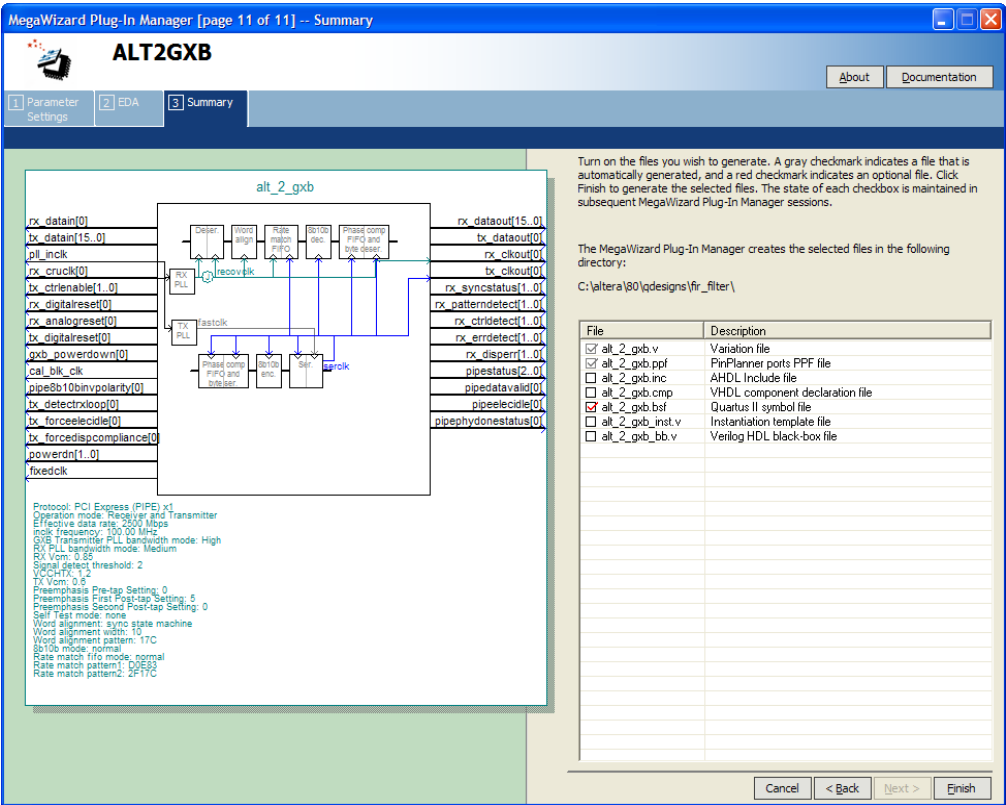 MegaWizard Plug-In Manager [page 11 of 11] -- Summary
ALT2GXB
About
Documentation
1 Parameter Settings
2 EDA
3 Summary
Turn on the files you wish to generate. A gray checkmark indicates a file that is
automatically generated, and a red checkmark indicates an optional file. Click
Finish to generate the selected files. The state of each checkbox is maintained in
subsequent MegaWizard Plug-In Manager sessions.
The MegaWizard Plug-In Manager creates the selected files in the following
directory:
C:\altera\80\qdesigns\fir_filter\
File Description
alt_2_gxb.v Variation file
alt_2_gxb.ppf PinPlanner ports PPF file
alt_2_gxb.inc AHDL Include file
alt_2_gxb.cmp VHDL component declaration file
alt_2_gxb.bsf Quartus II symbol file
alt_2_gxb_inst.v Instantiation template file
alt_2_gxb_bb.v Verilog HDL black-box file
alt_2_gxb
rx_datain[0]
tx_datain[15..0]
pll_inclk
rx_cruclk[0]
tx_ctrlenable[1..0]
rx_digitalreset[0]
rx_analogreset[0]
tx_digitalreset[0]
gxb_powerdown[0]
cal_blk_clk
pipe8b10binvpolarity[0]
tx_detectrxloop[0]
tx_forceelecidle[0]
tx_forcedispcompliance[0]
powerdn[1..0]
fixedclk
Deser.
Word
align
Rate
match
FIFO
8b10b
dec.
Phase comp
FIFO and
byte deser.
RX
PLL
recovclk
TX
PLL
fastclk
Phase comp
FIFO and
byte ser.
8b10b
enc.
Ser.
serclk
rx_dataout[15..0]
tx_dataout[0]
rx_clkout[0]
tx_clkout[0]
rx_syncstatus[1..0]
rx_patterndetect[1..0]
rx_ctrldetect[1..0]
rx_errdetect[1..0]
rx_disperr[1..0]
pipestatus[2..0]
pipedatavalid[0]
pipeelecidle[0]
pipephydonestatus[0]
Protocol: PCI Express (PIPE) x1
Operation mode: Receiver and Transmitter
Effective data rate: 2500 Mbps
inclk frequency: 100.00 MHz
GXB Transmitter PLL bandwidth mode: High
RX PLL bandwidth mode: Medium
RX Vcm: 0.85
Signal detect threshold: 2
VCCHTX: 1.2
TX Vcm: 0.6
Preemphasis Pre-tap Setting: 0
Preemphasis First Post-tap Setting: 5
Preemphasis Second Post-tap Setting: 0
Self Test mode: none
Word alignment: sync state machine
Word alignment width: 10
Word alignment pattern: 17C
8b10b mode: normal
Rate match fifo mode: normal
Rate match pattern1: D0E83
Rate match pattern2: 2F17C
Cancel
< Back
Next >
Finish